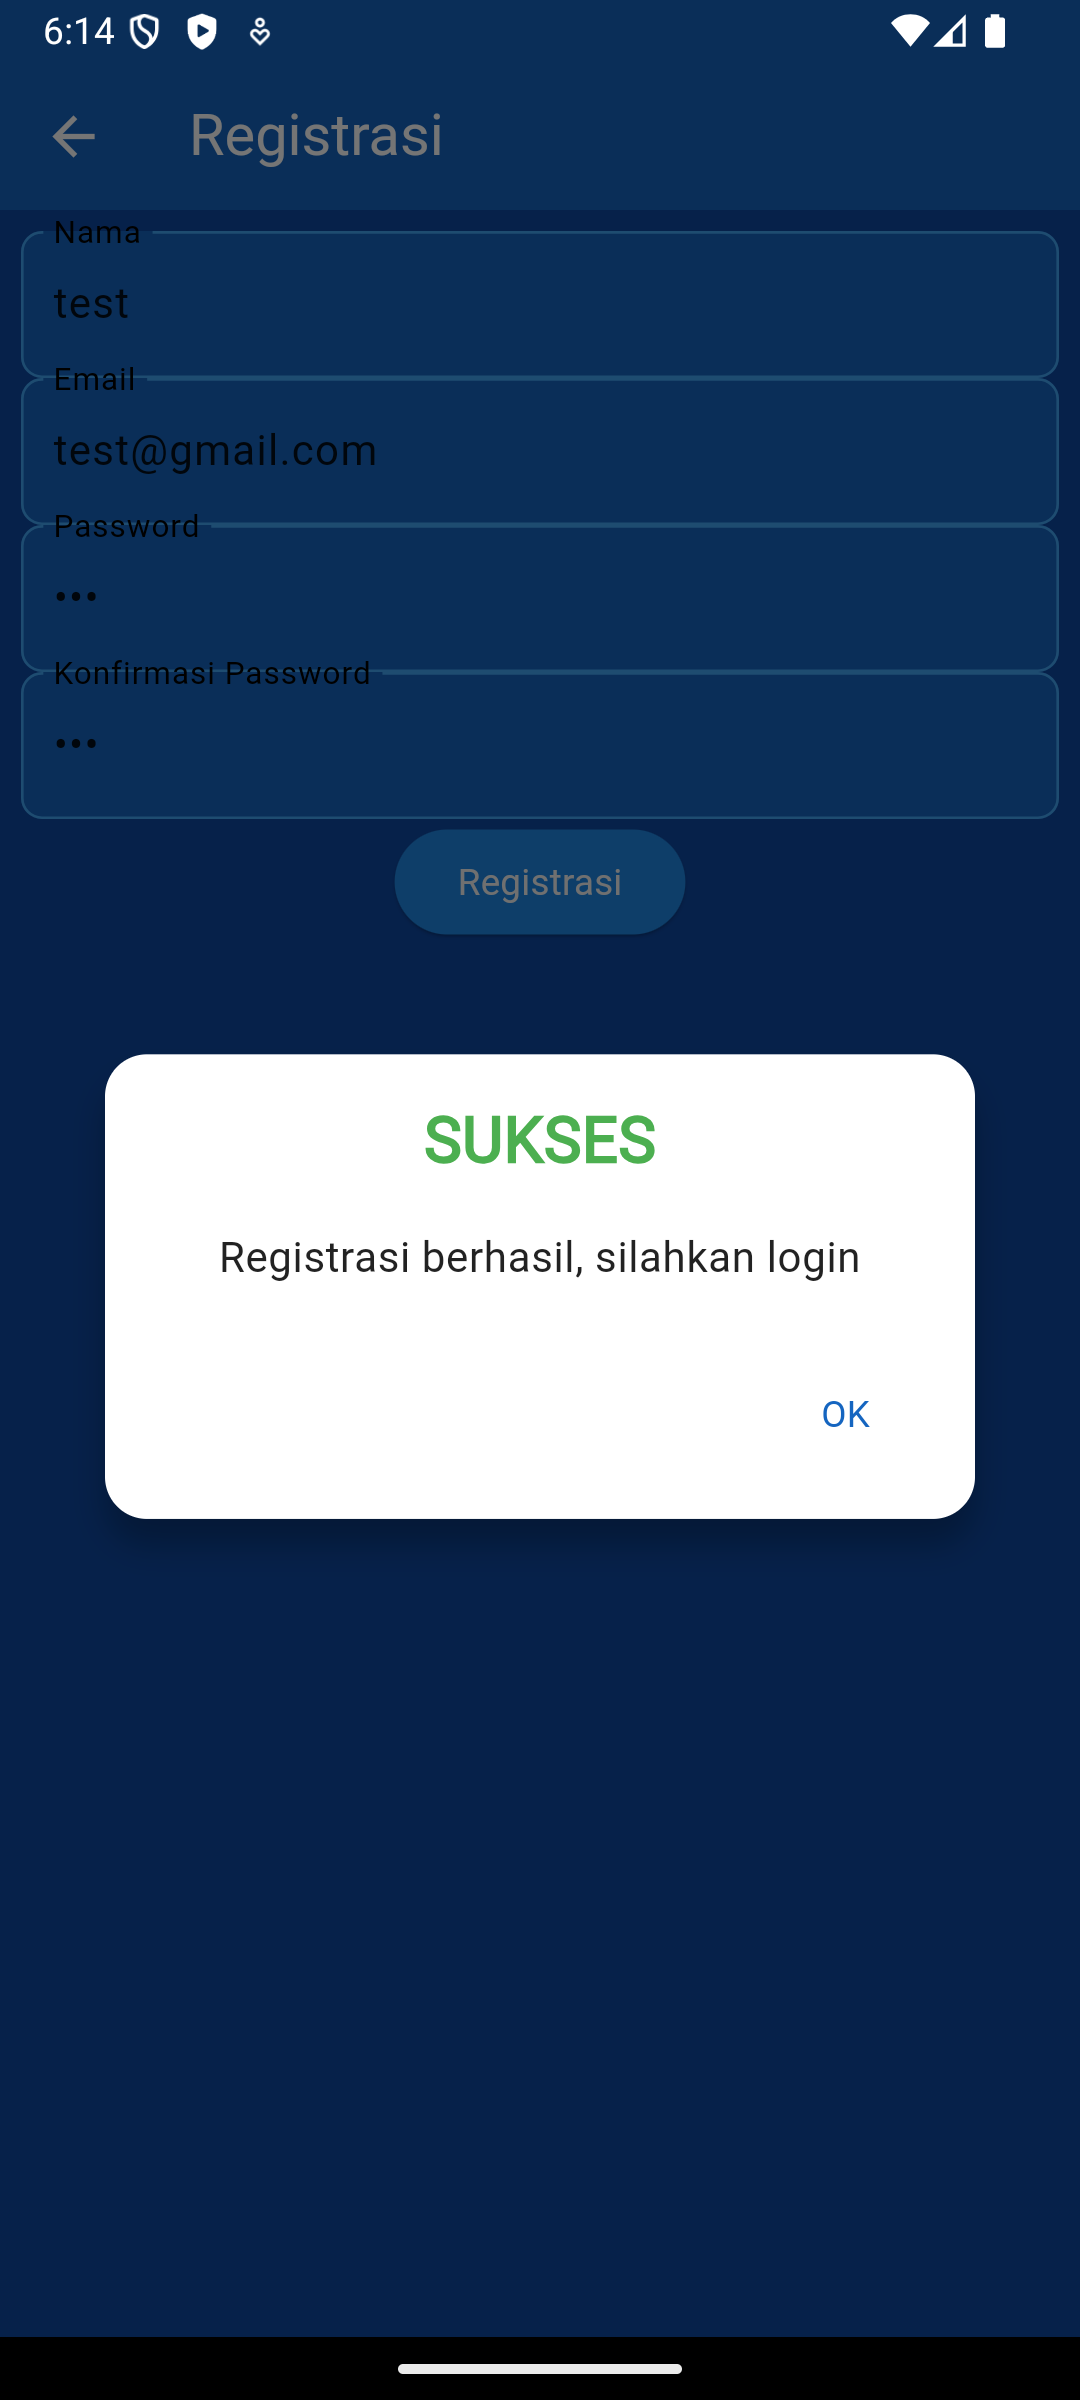 6:14
Registrasi
Nama
test
Email
test@gmail.com
Password
•••
Konfirmasi Password
•••
Registrasi
SUKSES
Registrasi berhasil, silahkan login
OK